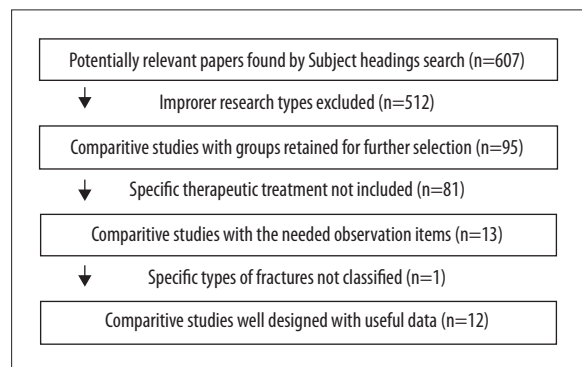 Potentially relevant papers found by Subject headings search (n=607)
Improrer research types excluded (n=512)
Comparitive studies with groups retained for further selection (n=95)
Specific therapeutic treatment not included (n=81)
Comparitive studies with the needed observation items (n=13)
Specific types of fractures not classified (n=1)
Comparitive studies well designed with useful data (n=12)